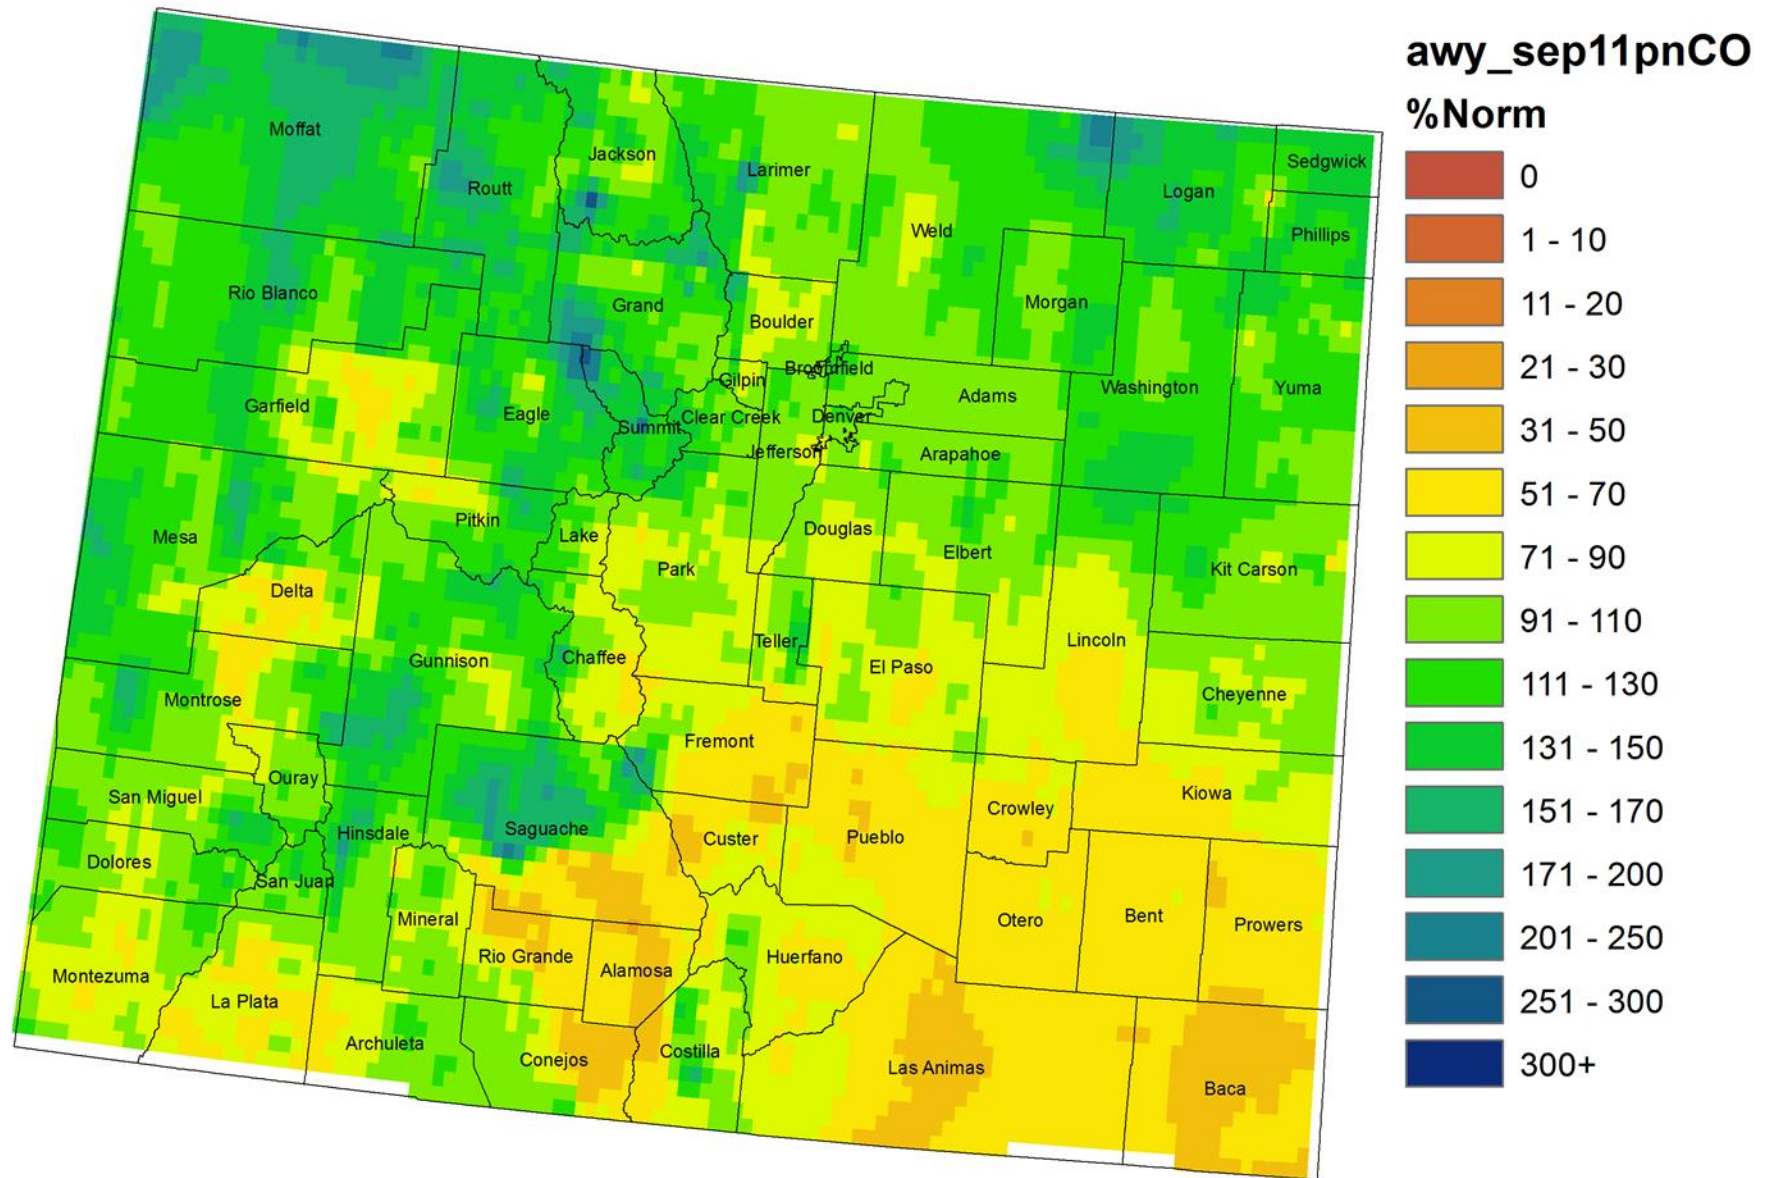 awy_sep11pnCO
%Norm
0
1 - 10
11 - 20
21 - 30
31 - 50
51 - 70
71 - 90
91 - 110
111 - 130
131 - 150
151 - 170
171 - 200
201 - 250
251 - 300
300+
Moffat
Routt
Jackson
Larimer
Weld
Logan
Sedgwick
Phillips
Rio Blanco
Grand
Boulder
Morgan
Broomfield
Gilpin
Garfield
Eagle
Summit
Clear Creek
Denver
Adams
Washington
Yuma
Jefferson
Arapahoe
Mesa
Pitkin
Lake
Park
Douglas
Elbert
Kit Carson
Delta
Gunnison
Chaffee
Teller
El Paso
Lincoln
Cheyenne
Montrose
Fremont
Ouray
San Miguel
Hinsdale
Saguache
Custer
Pueblo
Crowley
Kiowa
Dolores
San Juan
Mineral
Otero
Bent
Prowers
Montezuma
La Plata
Rio Grande
Alamosa
Huerfano
Archuleta
Conejos
Costilla
Las Animas
Baca